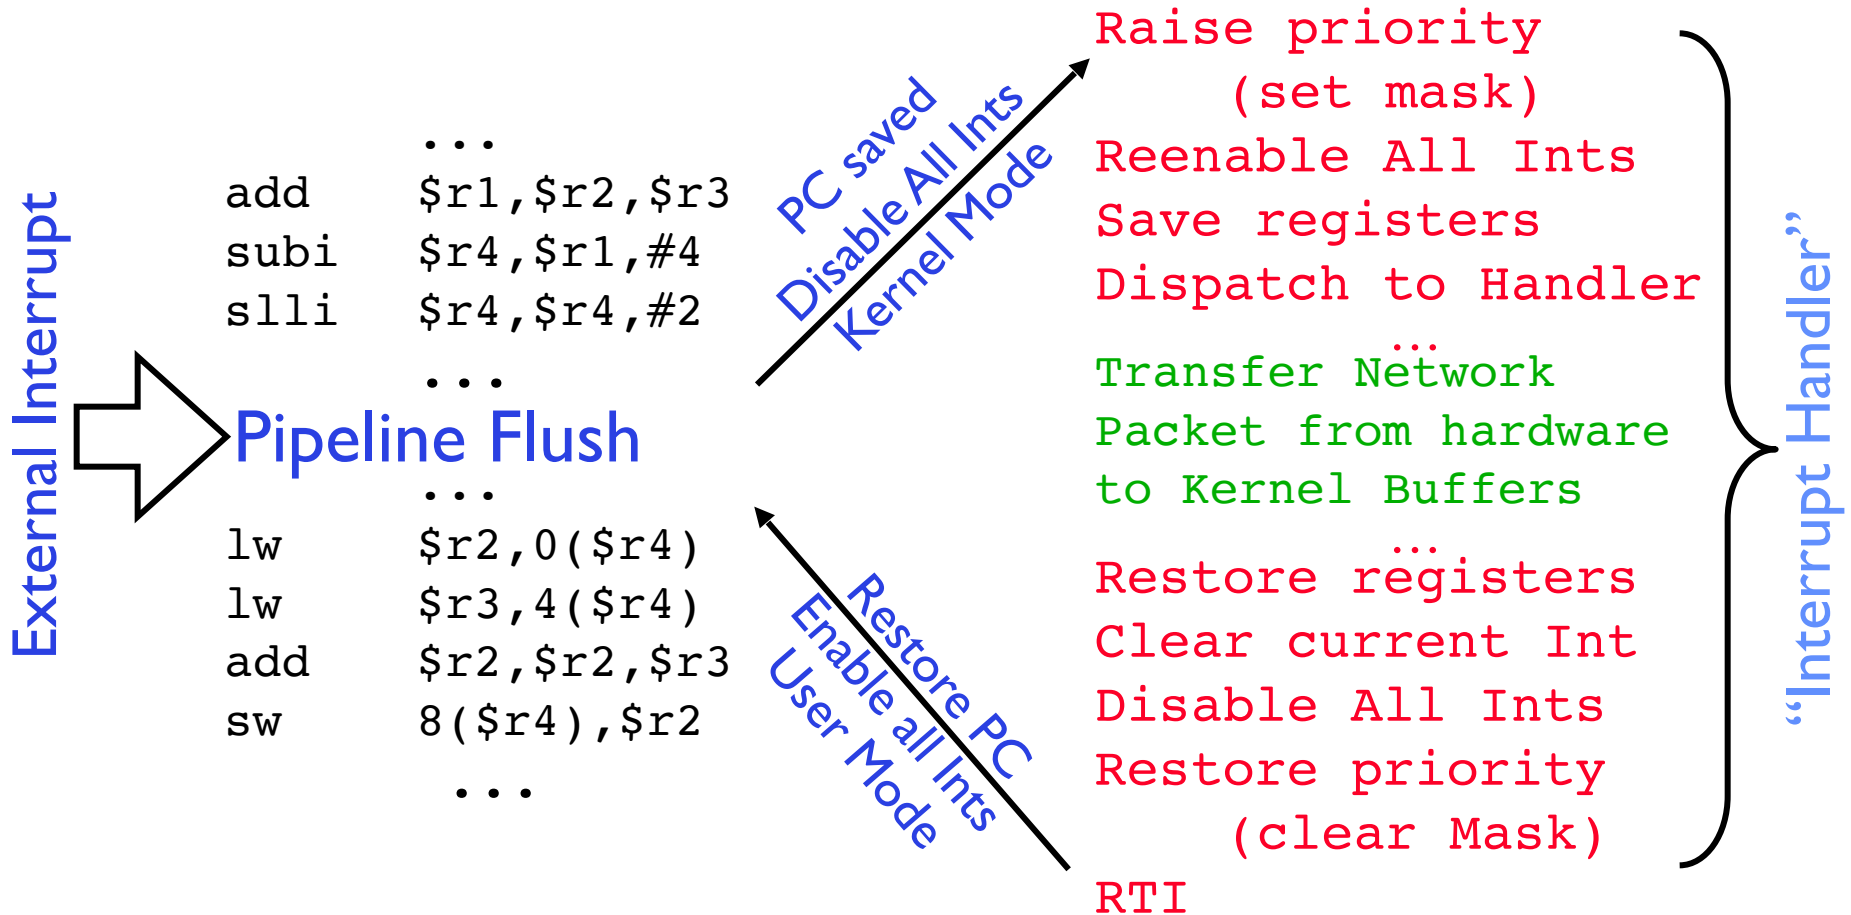 External Interrupt
...
add $r1,$r2,$r3
subi $r4,$r1,#4
slli $r4,$r4,#2
...
Pipeline Flush
...
lw $r2,0($r4)
lw $r3,4($r4)
add $r2,$r2,$r3
sw 8($r4),$r2
...
PC saved
Disable All Ints
Kernel Mode
Raise priority
(set mask)
Reenable All Ints
Save registers
Dispatch to Handler
...
Transfer Network
Packet from hardware
to Kernel Buffers
...
Restore registers
Clear current Int
Disable All Ints
Restore priority
(clear Mask)
RTI
Restore PC
Enable all Ints
User Mode
“Interrupt Handler”